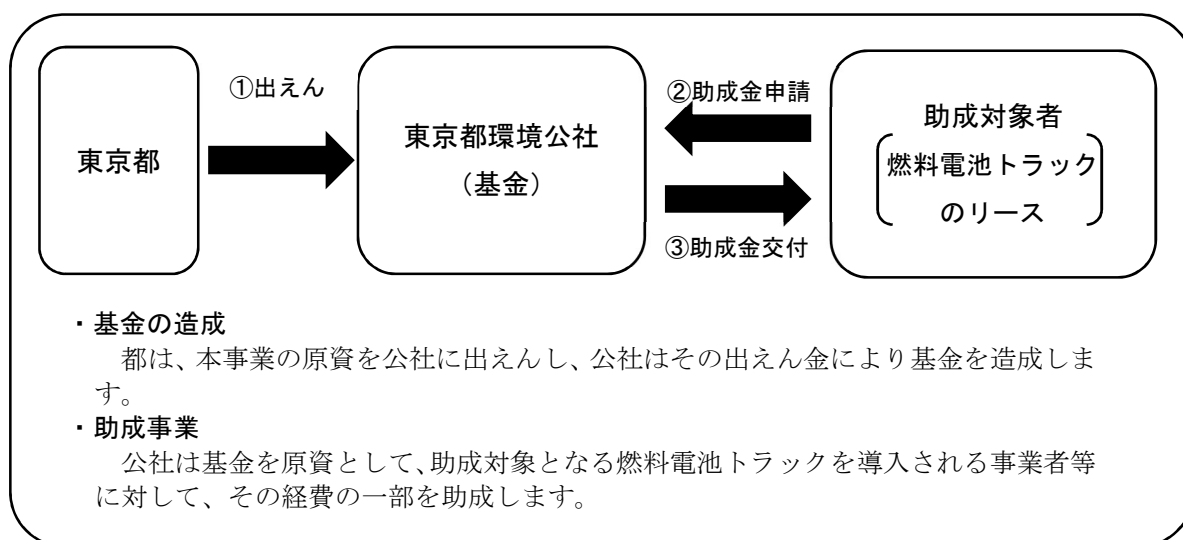 ①出えん
②助成金申請
東京都
東京都環境公社
（基金）
助成対象者
燃料電池トラック
のリース
③助成金交付
・基金の造成
都は、本事業の原資を公社に出えんし、公社はその出えん金により基金を造成しま
す。
・助成事業
公社は基金を原資として、助成対象となる燃料電池トラックを導入される事業者等
に対して、その経費の一部を助成します。